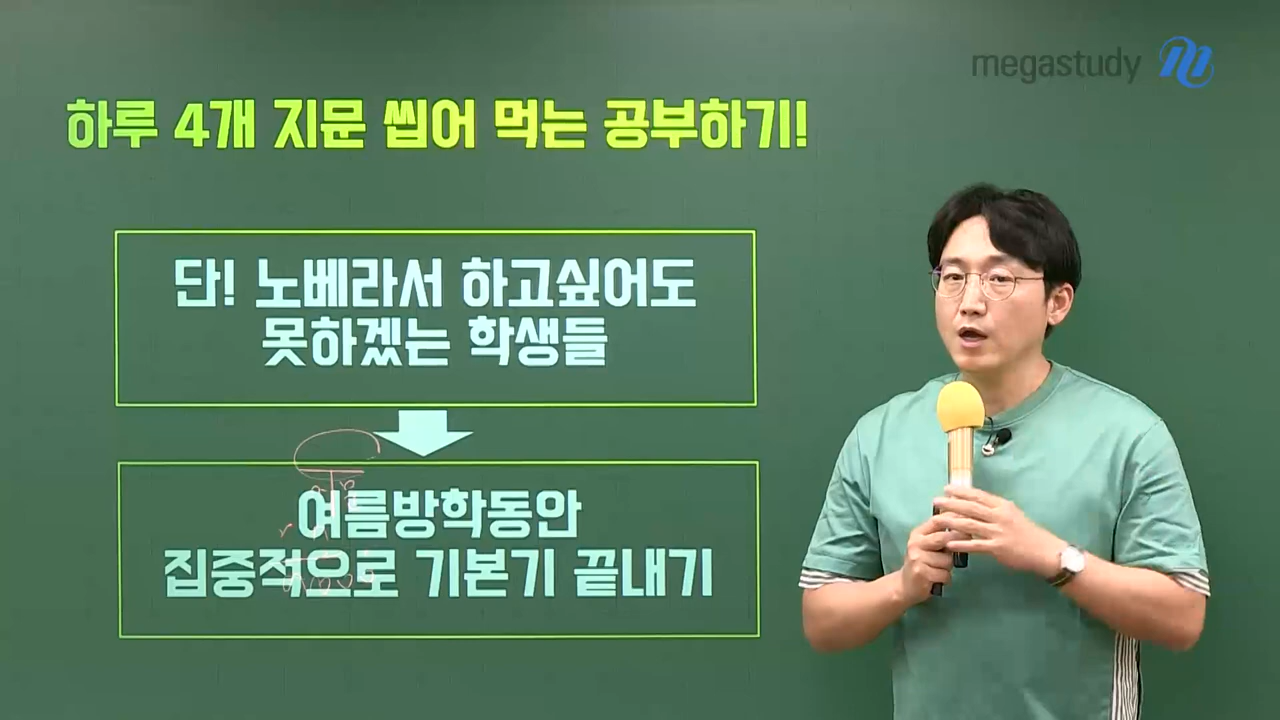 megastudy
하루 4개 지문 씹어 먹는 공부하기!
단! 노베라서 하고싶어도
못하겠는 학생들
여름방학동안
집중적으로 기본기 끝내기